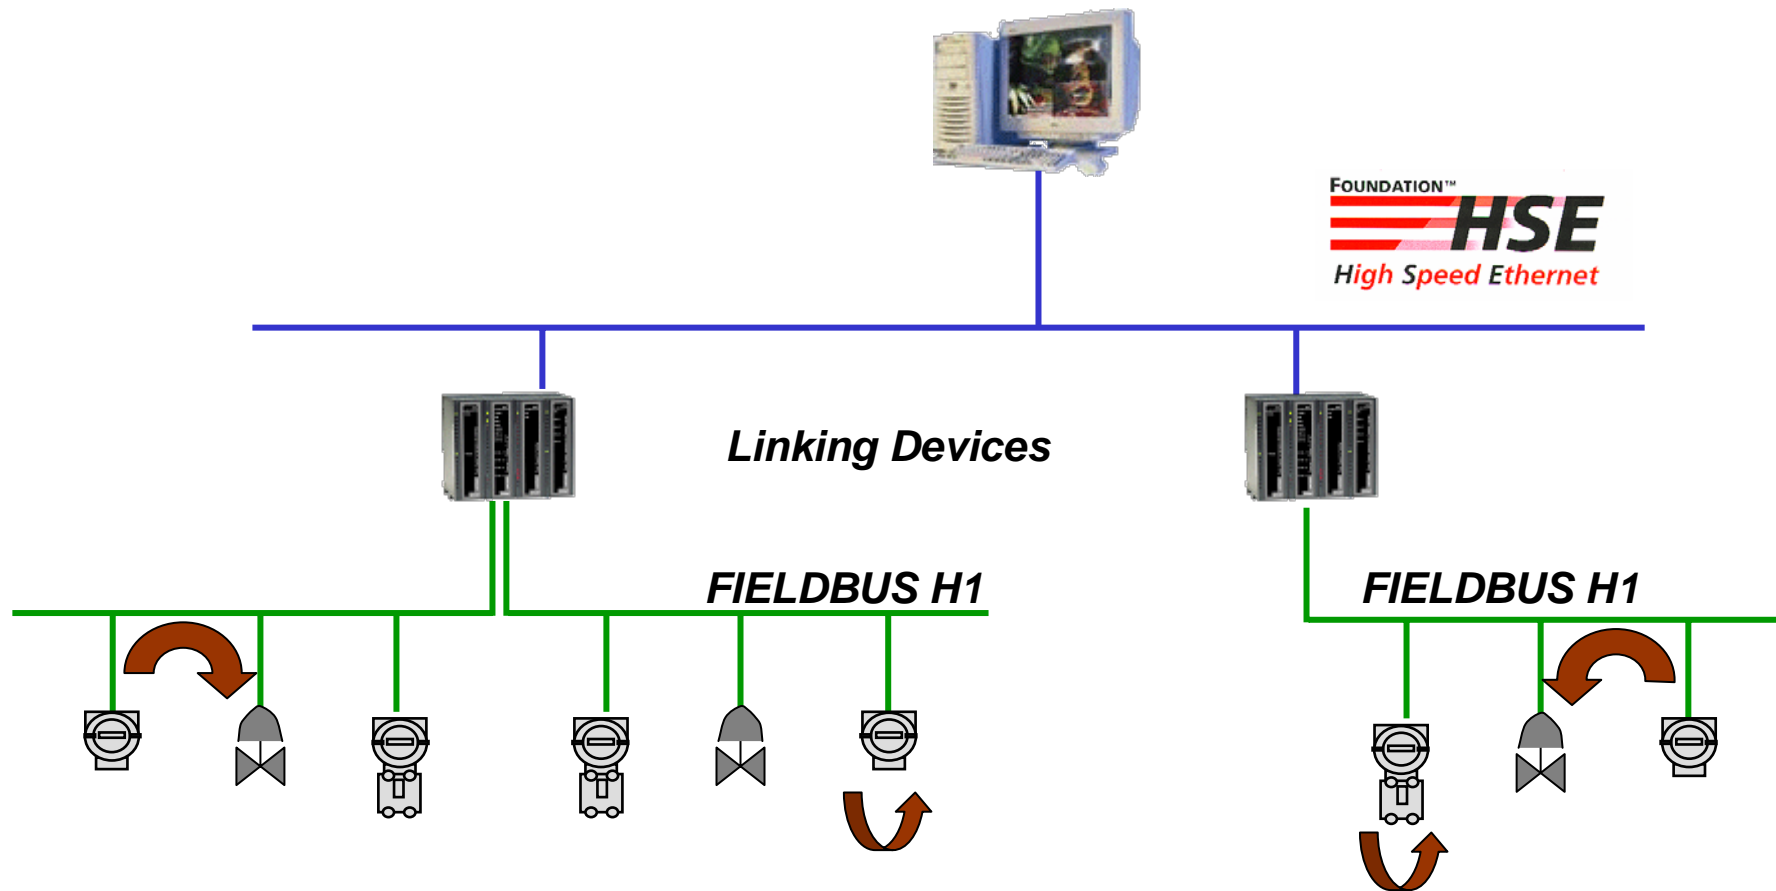 FOUNDATION™
HSE
High Speed Ethernet
Linking Devices
FIELDBUS H1
FIELDBUS H1